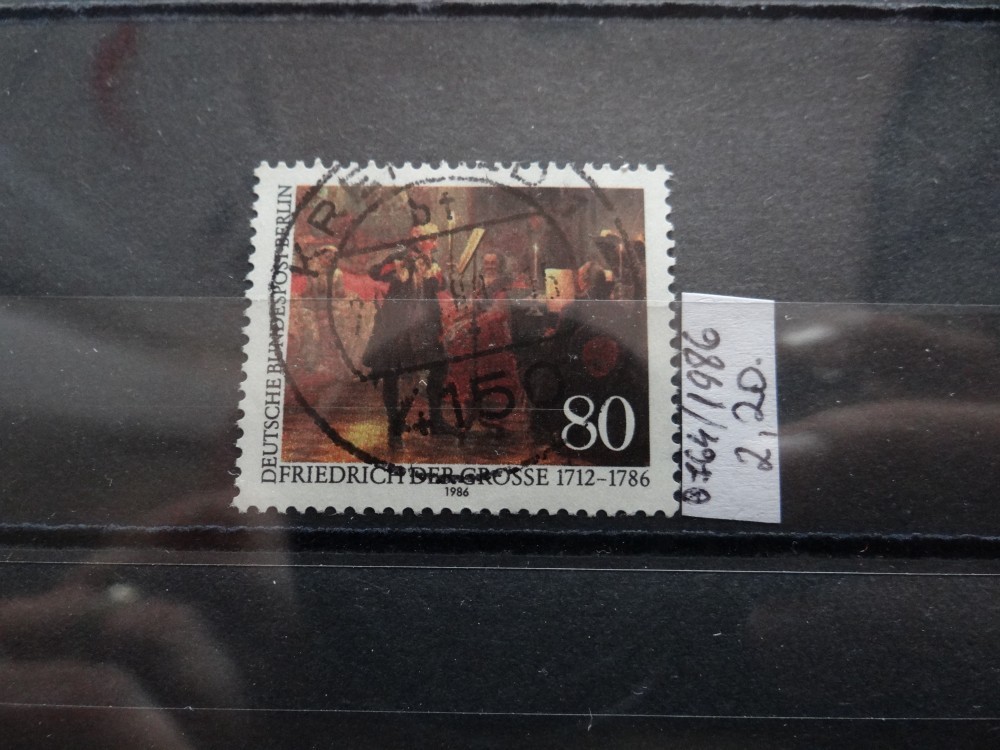 DEUTSCHE BUNDESPOST BERLIN
80
FRIEDRICH DER GROSSE 1712–1786
1986
764/1986
2,20.